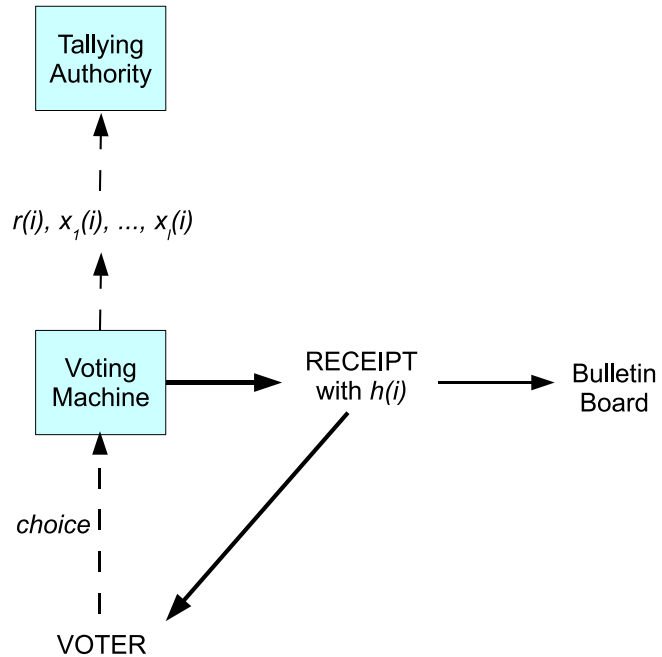 Tallying
Authority
r(i), x₁(i), ..., xₗ(i)
Voting
Machine
RECEIPT
with h(i)
Bulletin
Board
choice
VOTER